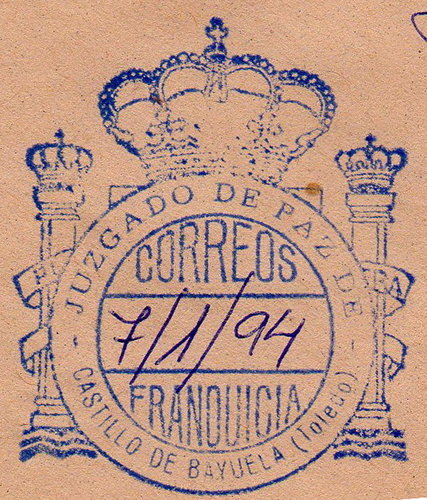 - JUZGADO DE PAZ DE -
CORREOS
7/1/94
FRANQUICIA
CASTILLO DE BAYUELA (Toledo)